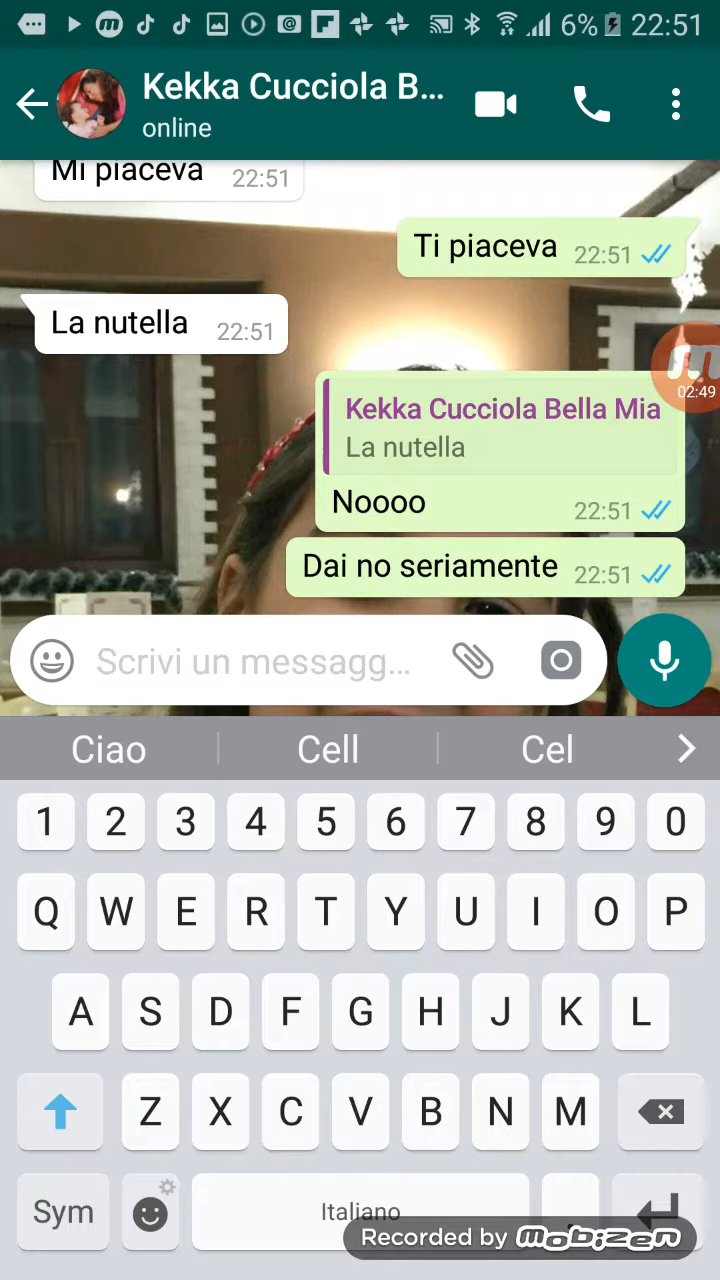 6% 22:51
Kekka Cucciola B...
online
Mi piaceva 22:51
Ti piaceva 22:51
La nutella 22:51
02:49
Kekka Cucciola Bella Mia
La nutella
Noooo 22:51
Dai no seriamente 22:51
Scrivi un messagg...
Ciao Cell Cel
1 2 3 4 5 6 7 8 9 0
Q W E R T Y U I O P
A S D F G H J K L
Z X C V B N M
Sym Italiano .
Recorded by mobizen